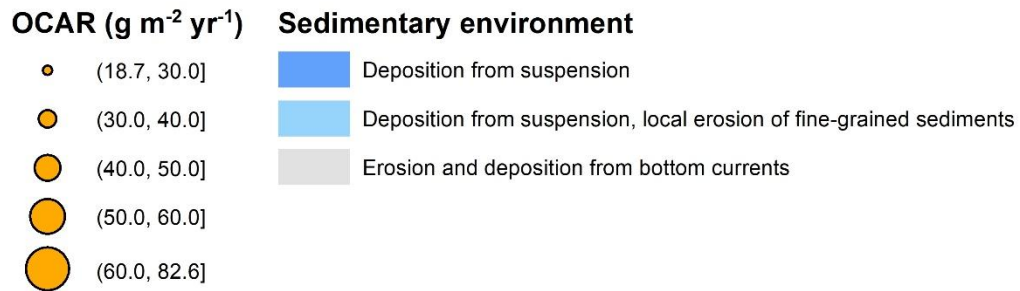 OCAR (g m⁻² yr⁻¹)
(18.7, 30.0]
(30.0, 40.0]
(40.0, 50.0]
(50.0, 60.0]
(60.0, 82.6]
Sedimentary environment
Deposition from suspension
Deposition from suspension, local erosion of fine-grained sediments
Erosion and deposition from bottom currents